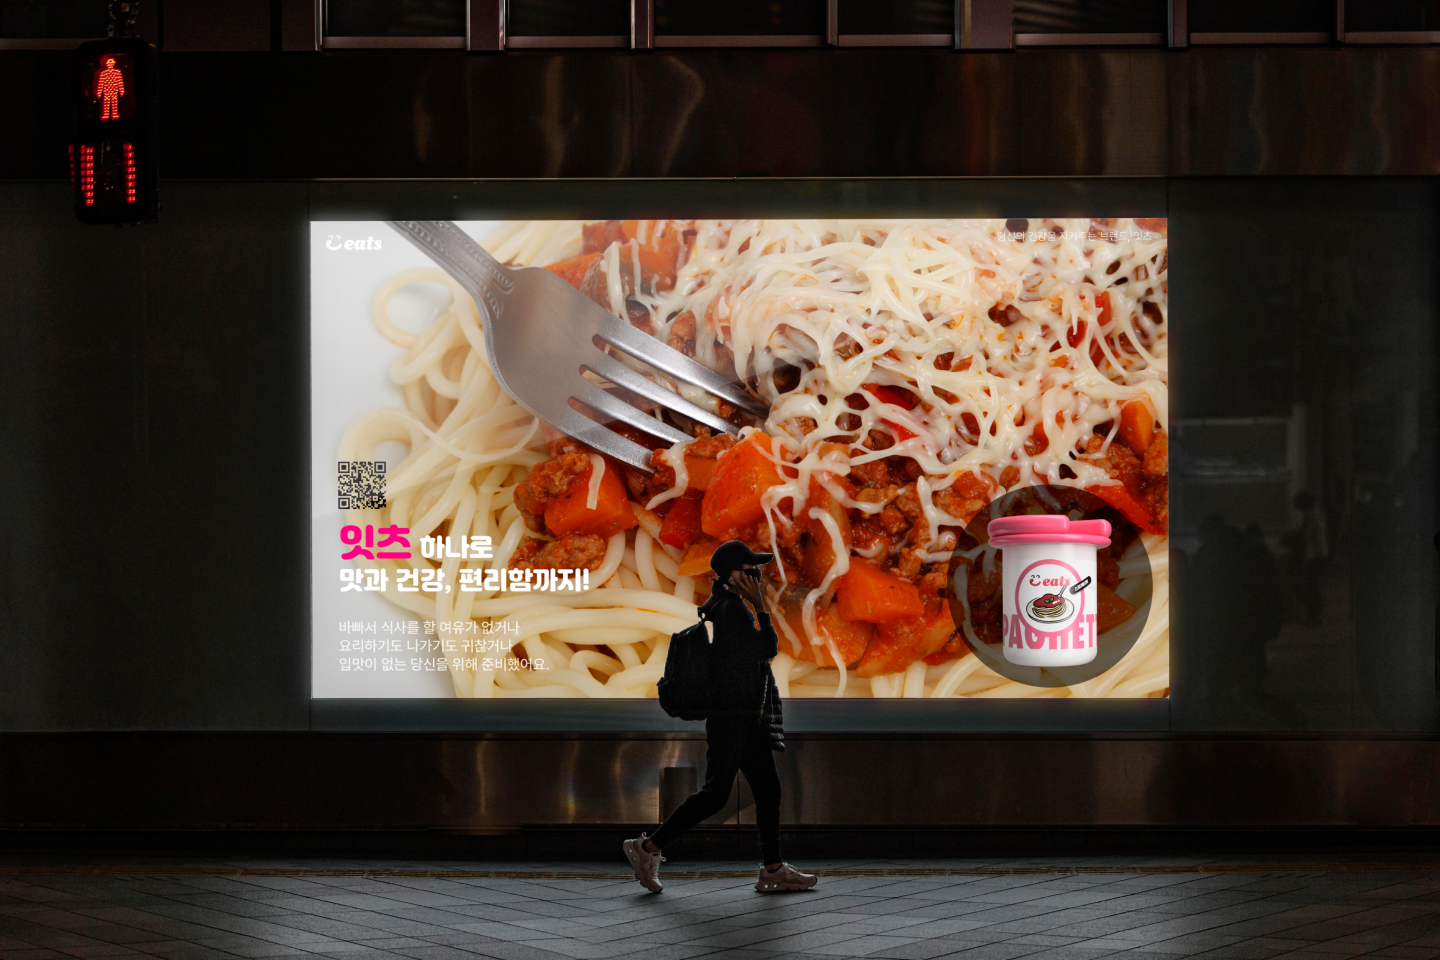 eats
당신의 건강을 지켜주는 브랜드, 잇츠
잇츠 하나로
맛과 건강, 편리함까지!
바빠서 식사를 할 여유가 없거나
요리하기도 나가기도 귀찮거나
입맛이 없는 당신을 위해 준비했어요.
eats
PAGHET